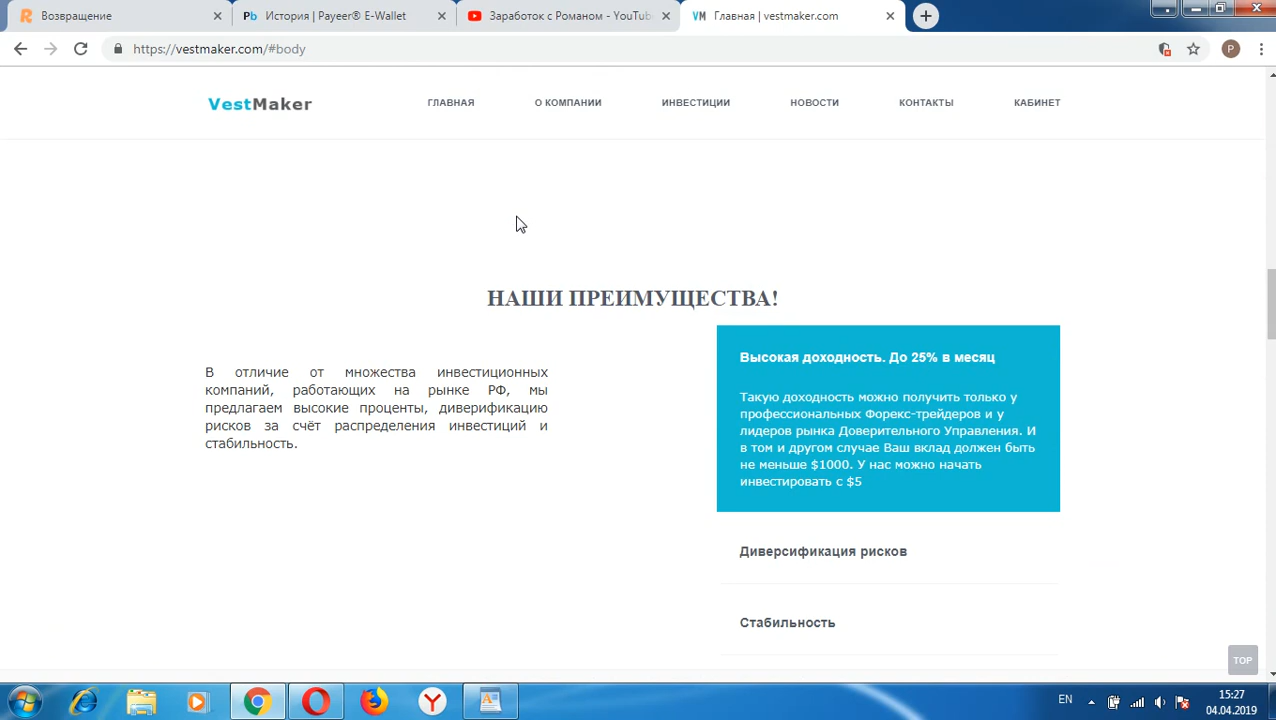 Возвращение
История | Payeer® E-Wallet
Заработок с Романом - YouTub
Главная | vestmaker.com
https://vestmaker.com/#body
P
VestMaker
ГЛАВНАЯ
О КОМПАНИИ
ИНВЕСТИЦИИ
НОВОСТИ
КОНТАКТЫ
КАБИНЕТ
НАШИ ПРЕИМУЩЕСТВА!
В отличие от множества инвестиционных
компаний, работающих на рынке РФ, мы
предлагаем высокие проценты, диверификацию
рисков за счёт распределения инвестиций и
стабильность.
Высокая доходность. До 25% в месяц
Такую доходность можно получить только у
профессиональных Форекс-трейдеров и у
лидеров рынка Доверительного Управления. И
в том и другом случае Ваш вклад должен быть
не меньше $1000. У нас можно начать
инвестировать с $5
Диверсификация рисков
Стабильность
TOP
EN
15:27
04.04.2019